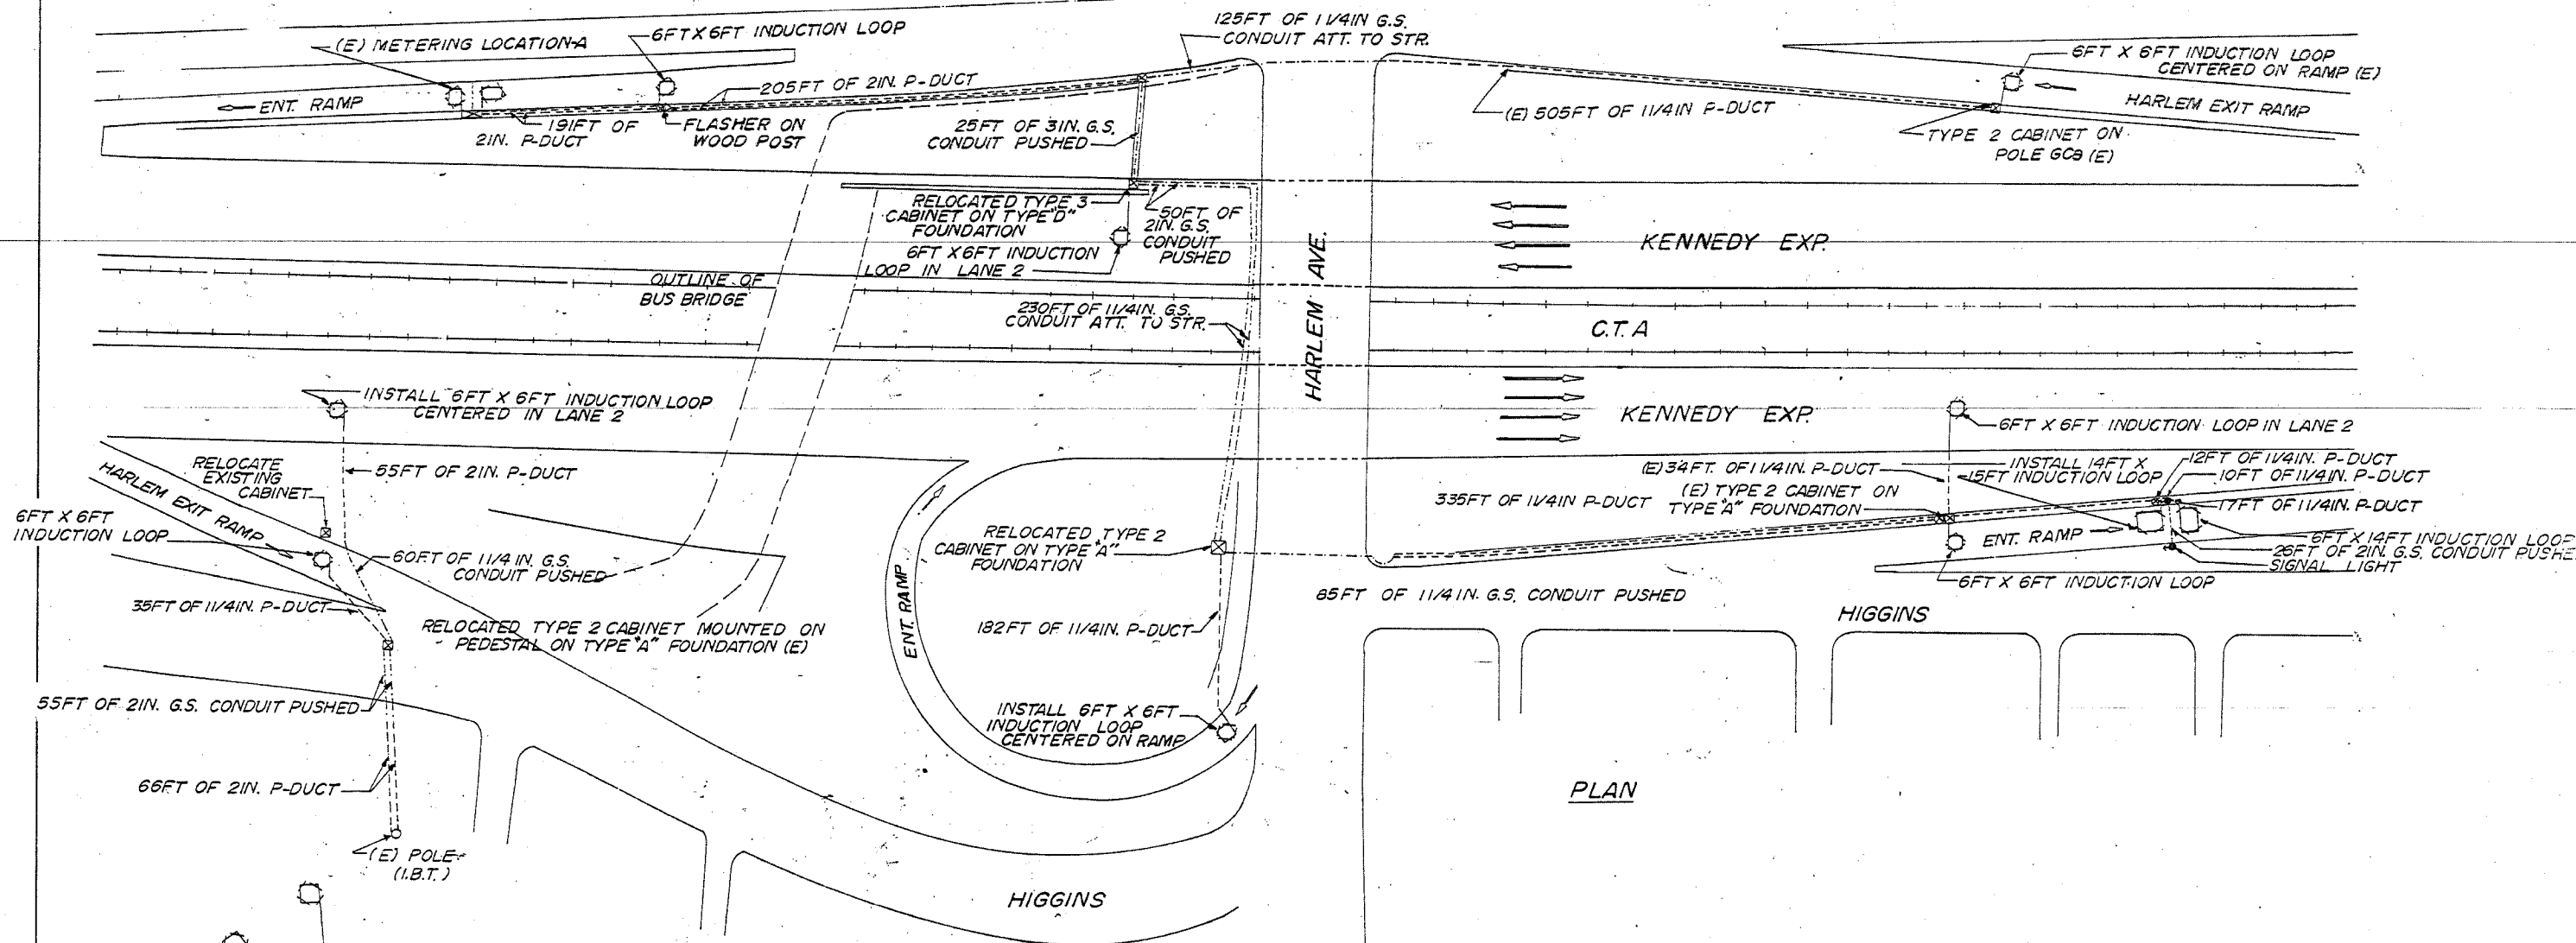 (E) METERING LOCATION-A
6FTX6FT INDUCTION LOOP
125FT OF 1 1/4IN G.S.
CONDUIT ATT. TO STR.
6FT X 6FT INDUCTION LOOP
CENTERED ON RAMP (E)
205FT OF 2IN. P-DUCT
ENT. RAMP
191FT OF
2IN. P-DUCT
FLASHER ON
WOOD POST
25FT OF 3IN. G.S.
CONDUIT PUSHED
(E) 505FT OF 1 1/4IN P-DUCT
HARLEM EXIT RAMP
TYPE 2 CABINET ON
POLE GC8 (E)
RELOCATED TYPE 3
CABINET ON TYPE "D"
FOUNDATION
50FT OF
2IN. G.S.
CONDUIT
PUSHED
6FT X6FT INDUCTION
LOOP IN LANE 2
KENNEDY EXP.
HARLEM AVE.
OUTLINE OF
BUS BRIDGE
230FT OF 1 1/4IN. G.S.
CONDUIT ATT. TO STR.
C.T.A
INSTALL 6FT X 6FT INDUCTION LOOP
CENTERED IN LANE 2
KENNEDY EXP.
6FT X 6FT INDUCTION LOOP IN LANE 2
RELOCATE
EXISTING
CABINET
55FT OF 2IN. P-DUCT
HARLEM EXIT RAMP
6FT X 6FT
INDUCTION LOOP
(E) 34FT. OF 1 1/4IN. P-DUCT
INSTALL 14FT X
15FT INDUCTION LOOP
12FT OF 1 1/4IN. P-DUCT
10FT OF 1 1/4IN. P-DUCT
335FT OF 1 1/4IN P-DUCT
(E) TYPE 2 CABINET ON
TYPE "A" FOUNDATION
17FT OF 1 1/4IN. P-DUCT
RELOCATED TYPE 2
CABINET ON TYPE "A"
FOUNDATION
ENT. RAMP
6FT X 14FT INDUCTION LOOP
26FT OF 2IN. G.S. CONDUIT PUSHE
SIGNAL LIGHT
60FT OF 1 1/4 IN. G.S.
CONDUIT PUSHED
6FT X 6FT INDUCTION LOOP
35FT OF 1 1/4IN. P-DUCT
85FT OF 1 1/4IN. G.S. CONDUIT PUSHED
HIGGINS
RELOCATED TYPE 2 CABINET MOUNTED ON
PEDESTAL ON TYPE "A" FOUNDATION (E)
ENT. RAMP
182FT OF 1 1/4IN. P-DUCT
55FT OF 2IN. G.S. CONDUIT PUSHED
INSTALL 6FT X 6FT
INDUCTION LOOP
CENTERED ON RAMP
66FT OF 2IN. P-DUCT
PLAN
(E) POLE
(I.B.T.)
HIGGINS